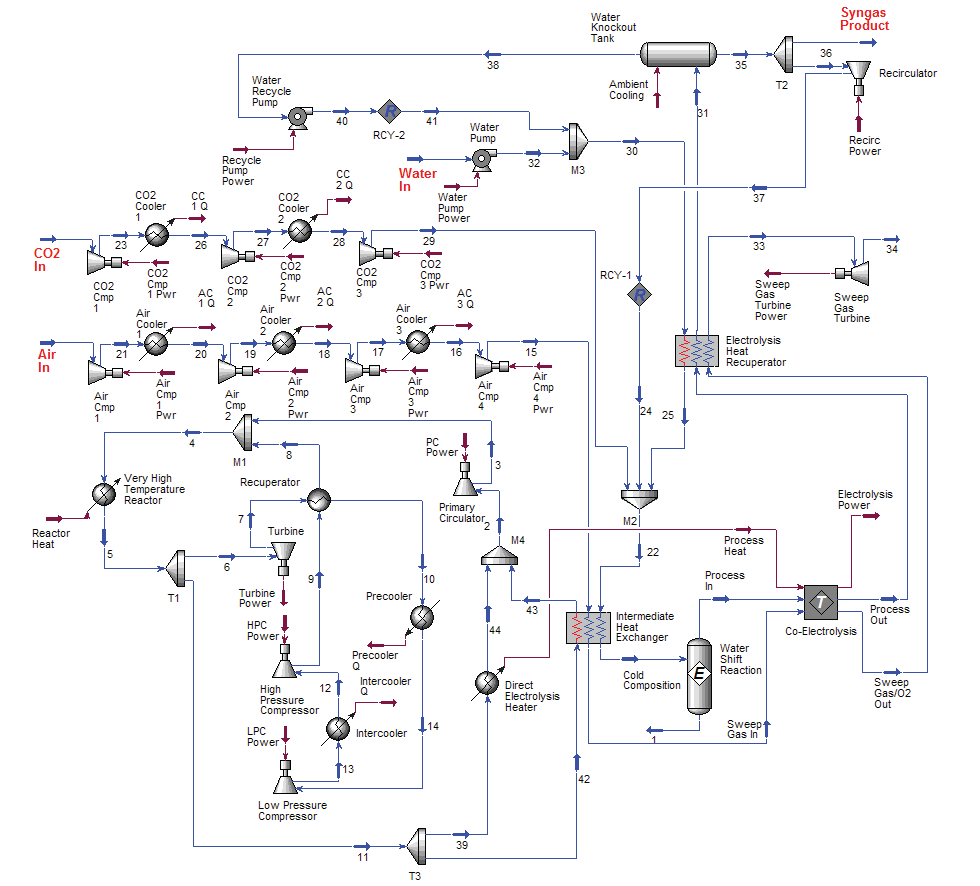 Syngas
Product
Water
Knockout
Tank
36
38
35
T2
Recirculator
Ambient
Cooling
Water
Recycle
Pump
31
40
41
RCY-2
Water
Pump
Recirc
Power
Recycle
Pump
Power
Water
In
32
M3
30
Water
Pump
Power
37
CO2
Cooler
1
CC
1 Q
CO2
Cooler
2
CC
2 Q
23
26
27
28
29
33
34
CO2
In
CO2
Cmp
1
CO2
Cmp
1 Pwr
CO2
Cmp
2
CO2
Cmp
2
Pwr
CO2
Cmp
3
CO2
Cmp
3 Pwr
RCY-1
Sweep
Gas
Turbine
Power
Sweep
Gas
Turbine
Air
Cooler
1
AC
1 Q
Air
Cooler
2
AC
2 Q
Air
Cooler
3
AC
3 Q
Air
In
21
20
19
18
17
16
15
Electrolysis
Heat
Recuperator
Air
Cmp
1
Air
Cmp
1
Pwr
Air
Cmp
2
Air
Cmp
2
Pwr
Air
Cmp
3
Air
Cmp
3 Pwr
Air
Cmp
4
Air
Cmp
4
Pwr
24
25
4
M1
8
PC
Power
3
Very High
Temperature
Reactor
Recuperator
Primary
Circulator
2
M2
Electrolysis
Power
Reactor
Heat
7
Turbine
5
6
M4
22
Process
Heat
T1
9
10
Process
In
Turbine
Power
Precooler
43
Intermediate
Heat
Exchanger
Process
Out
HPC
Power
44
Co-Electrolysis
Precooler
Q
High
Pressure
Compressor
12
Intercooler
Q
Direct
Electrolysis
Heater
Cold
Composition
E
T
Water
Shift
Reaction
Sweep
Gas/O2
Out
LPC
Power
Intercooler
14
1
Sweep
Gas In
13
42
Low Pressure
Compressor
11
39
T3
R
R